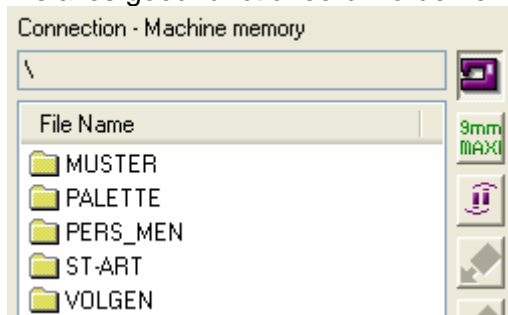 Connection - Machine memory
\
File Name
9mm
MAXI
MUSTER
PALETTE
PERS_MEN
ST-ART
VOLGEN